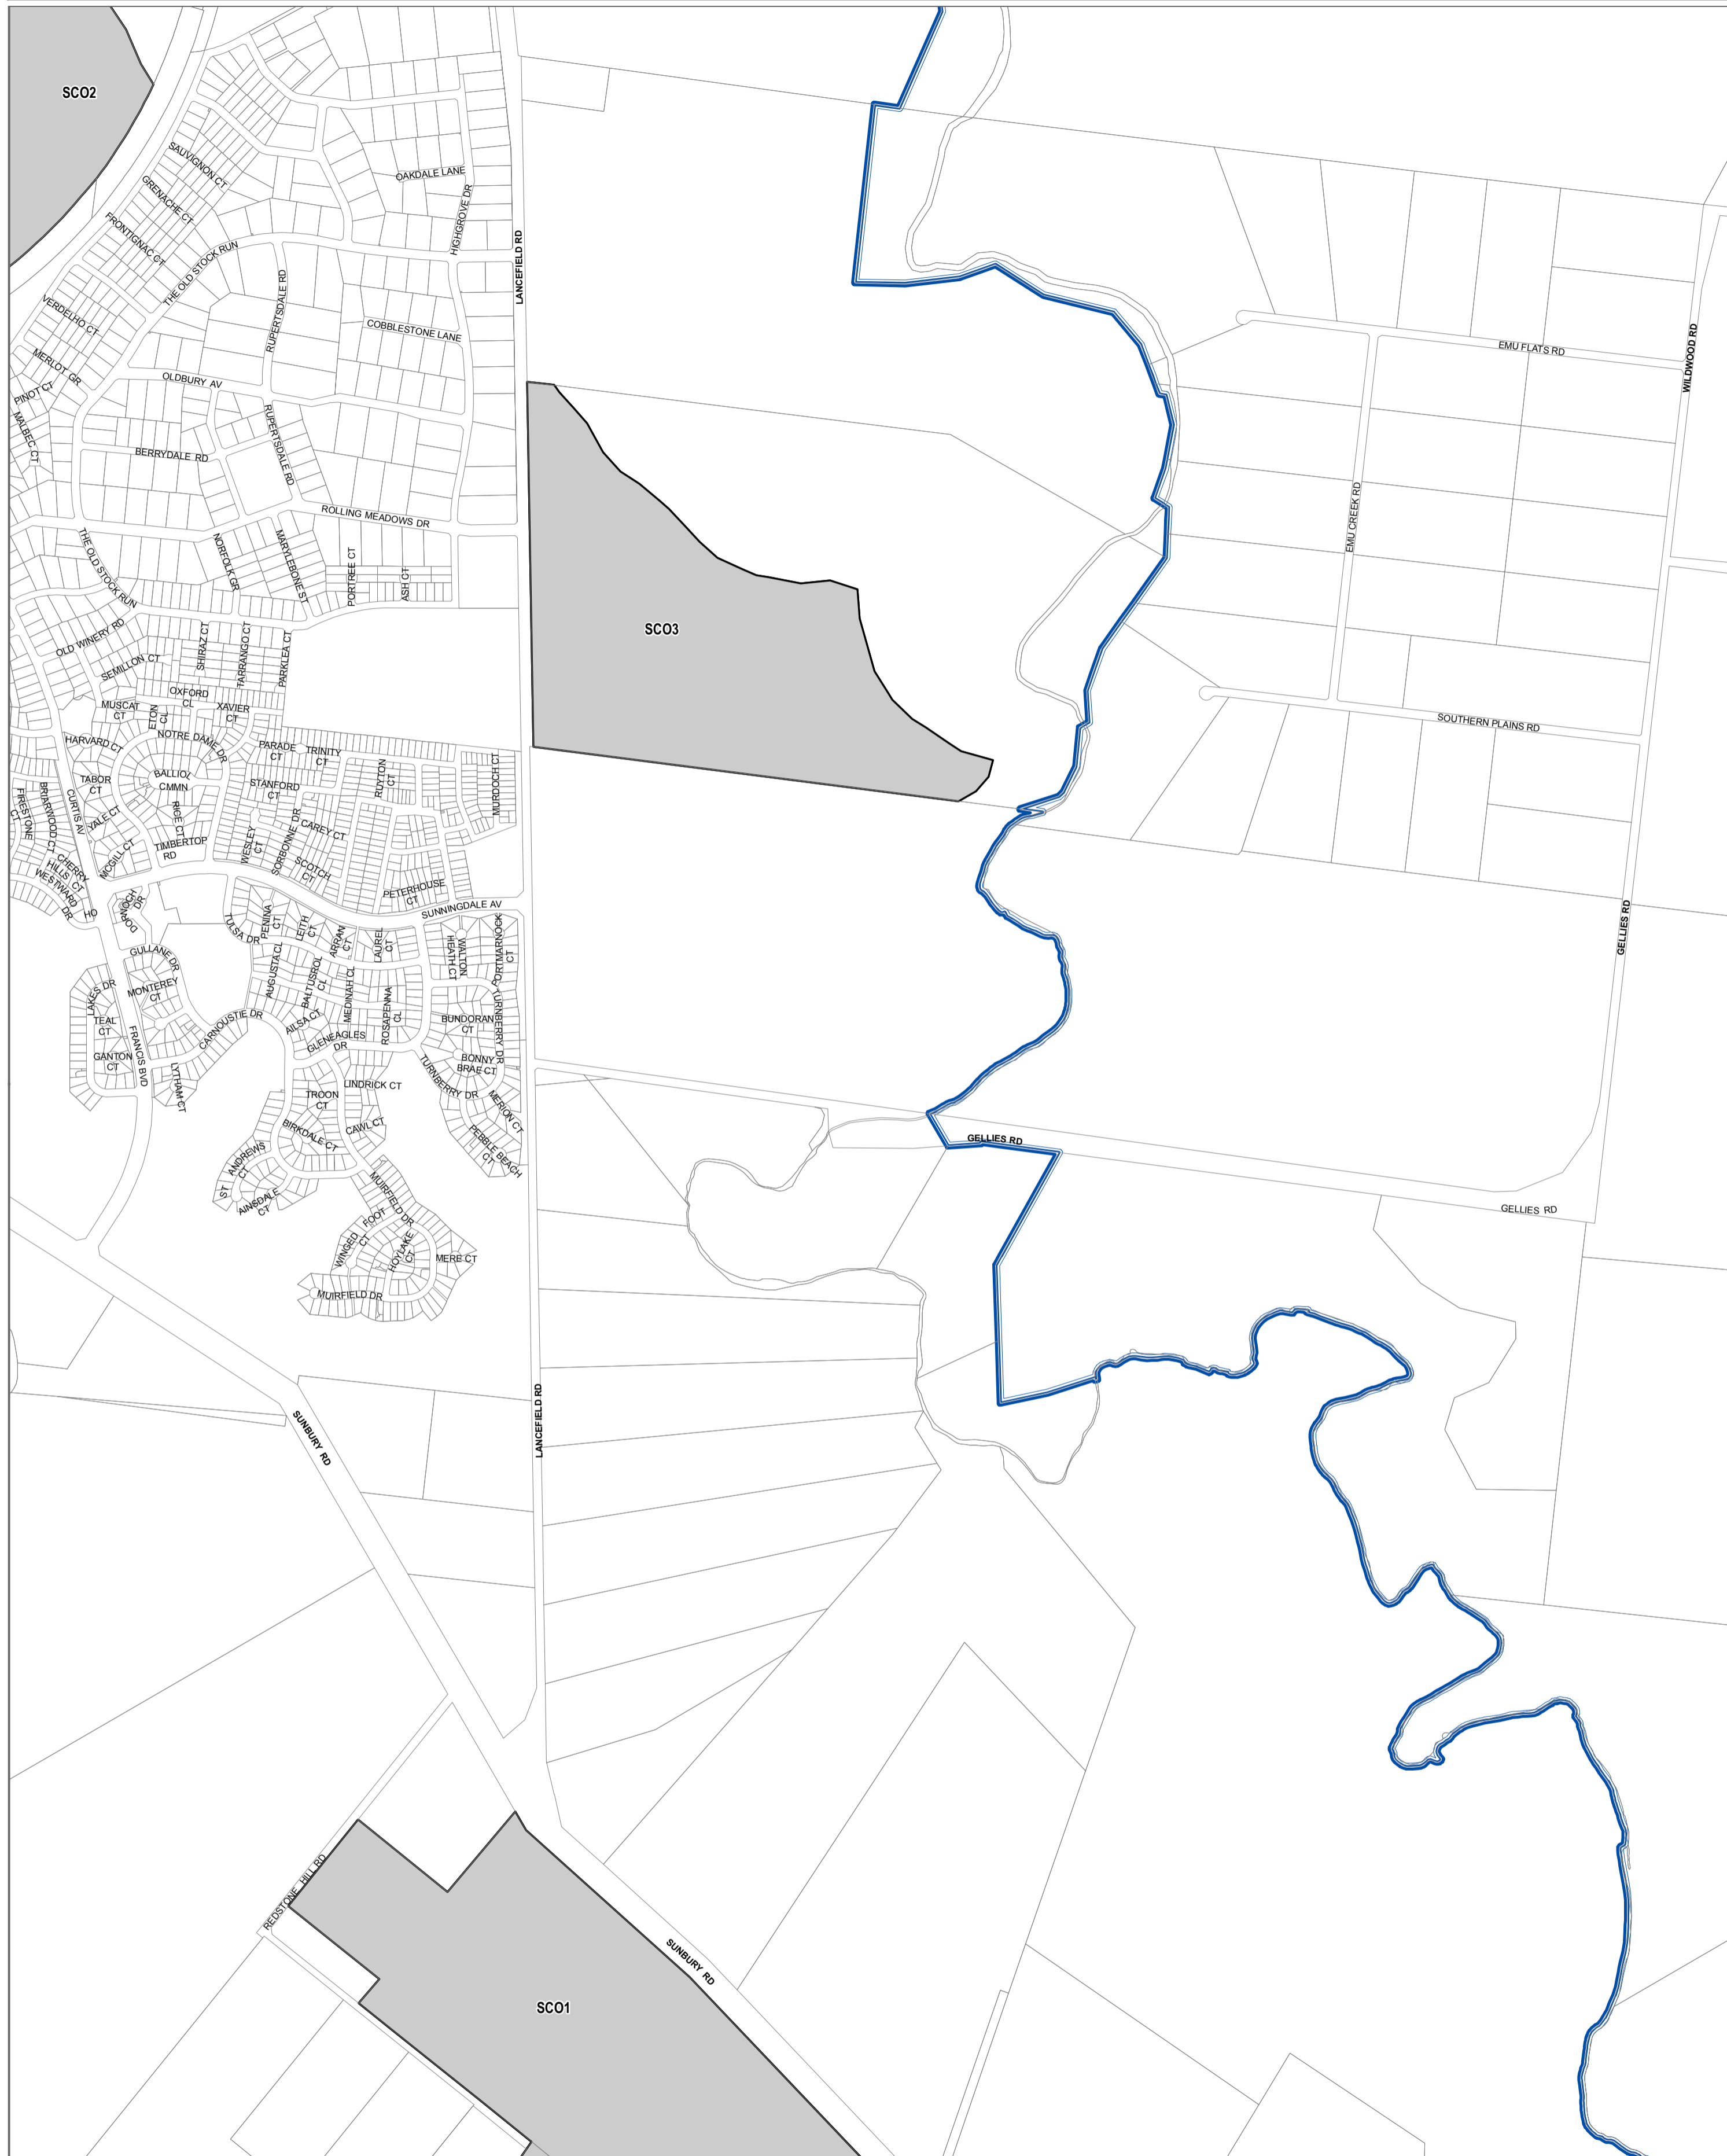 SCO2
SAUVIGNON CT
GRENACHE CT
FRONTIGNAC CT
THE OLD STOCK RUN
OAKDALE LANE
HIGHGROVE DR
LANCEFIELD RD
RUPERTSDALE RD
VERDELHO CT
COBBLESTONE LANE
MERLOT GR
PINOT CT
MALBEC CT
OLDBURY AV
RUPERTSDALE RD
BERRYDALE RD
EMU FLATS RD
WILDWOOD RD
ROLLING MEADOWS DR
EMU CREEK RD
THE OLD STOCK RUN
NORFOLK GR
MARYLEBONE ST
PORTREE CT
ASH CT
SCO3
OLD WINERY RD
SEMILLON CT
SHIRAZ CT
TARRANGO CT
PARKLEA CT
OXFORD
CL
MUSCAT
CT
ETON
CL
XAVIER
CT
SOUTHERN PLAINS RD
HARVARD CT
NOTRE DAME DR
PARADE
CT
TRINITY
CT
TABOR
CT
BALLIOL
CMMN
STANFORD
CT
RUYTON
CT
MURDOCH CT
FIRESTONE
CT
BRIARWOOD CT
CURTIS AV
YALE CT
RICE CT
WESLEY
CT
SORBONNE DR
CAREY CT
MCGILL CT
TIMBERTOP
RD
CHERRY
HILLS CT
SCOTCH
CT
WESTWARD
HO
DR
DORNOCH
DR
PETERHOUSE
CT
SUNNINGDALE AV
TULSA DR
PENINA
CT
LEITH
CT
ARRAN
CT
LAUREL
CT
WALTON
HEATH CT
PORTMARNOCK
CT
GELLIES RD
GULLANE DR
LAKES DR
MONTEREY
CT
AUGUSTA CL
BALTUSROL
CL
MEDINAH CL
ROSAPENNA
CL
TEAL
CT
FRANCIS BVD
CARNOUSTIE DR
AILSA CT
GLENEAGLES
DR
BUNDORAN
CT
TURNBERRY DR
GANTON
CT
LYTHAM CT
BONNY
BRAE CT
TURNBERRY DR
LINDRICK CT
TROON
CT
MERION CT
CAWL CT
BIRKDALE CT
PEBBLE BEACH
CT
GELLIES RD
ST ANDREWS
CT
AINSDALE
CT
MUIRFIELD DR
WINGED FOOT
CT
HOYLAKE
CT
MERE CT
GELLIES RD
MUIRFIELD DR
SUNBURY RD
LANCEFIELD RD
REDSTONE HILL RD
SUNBURY RD
SCO1